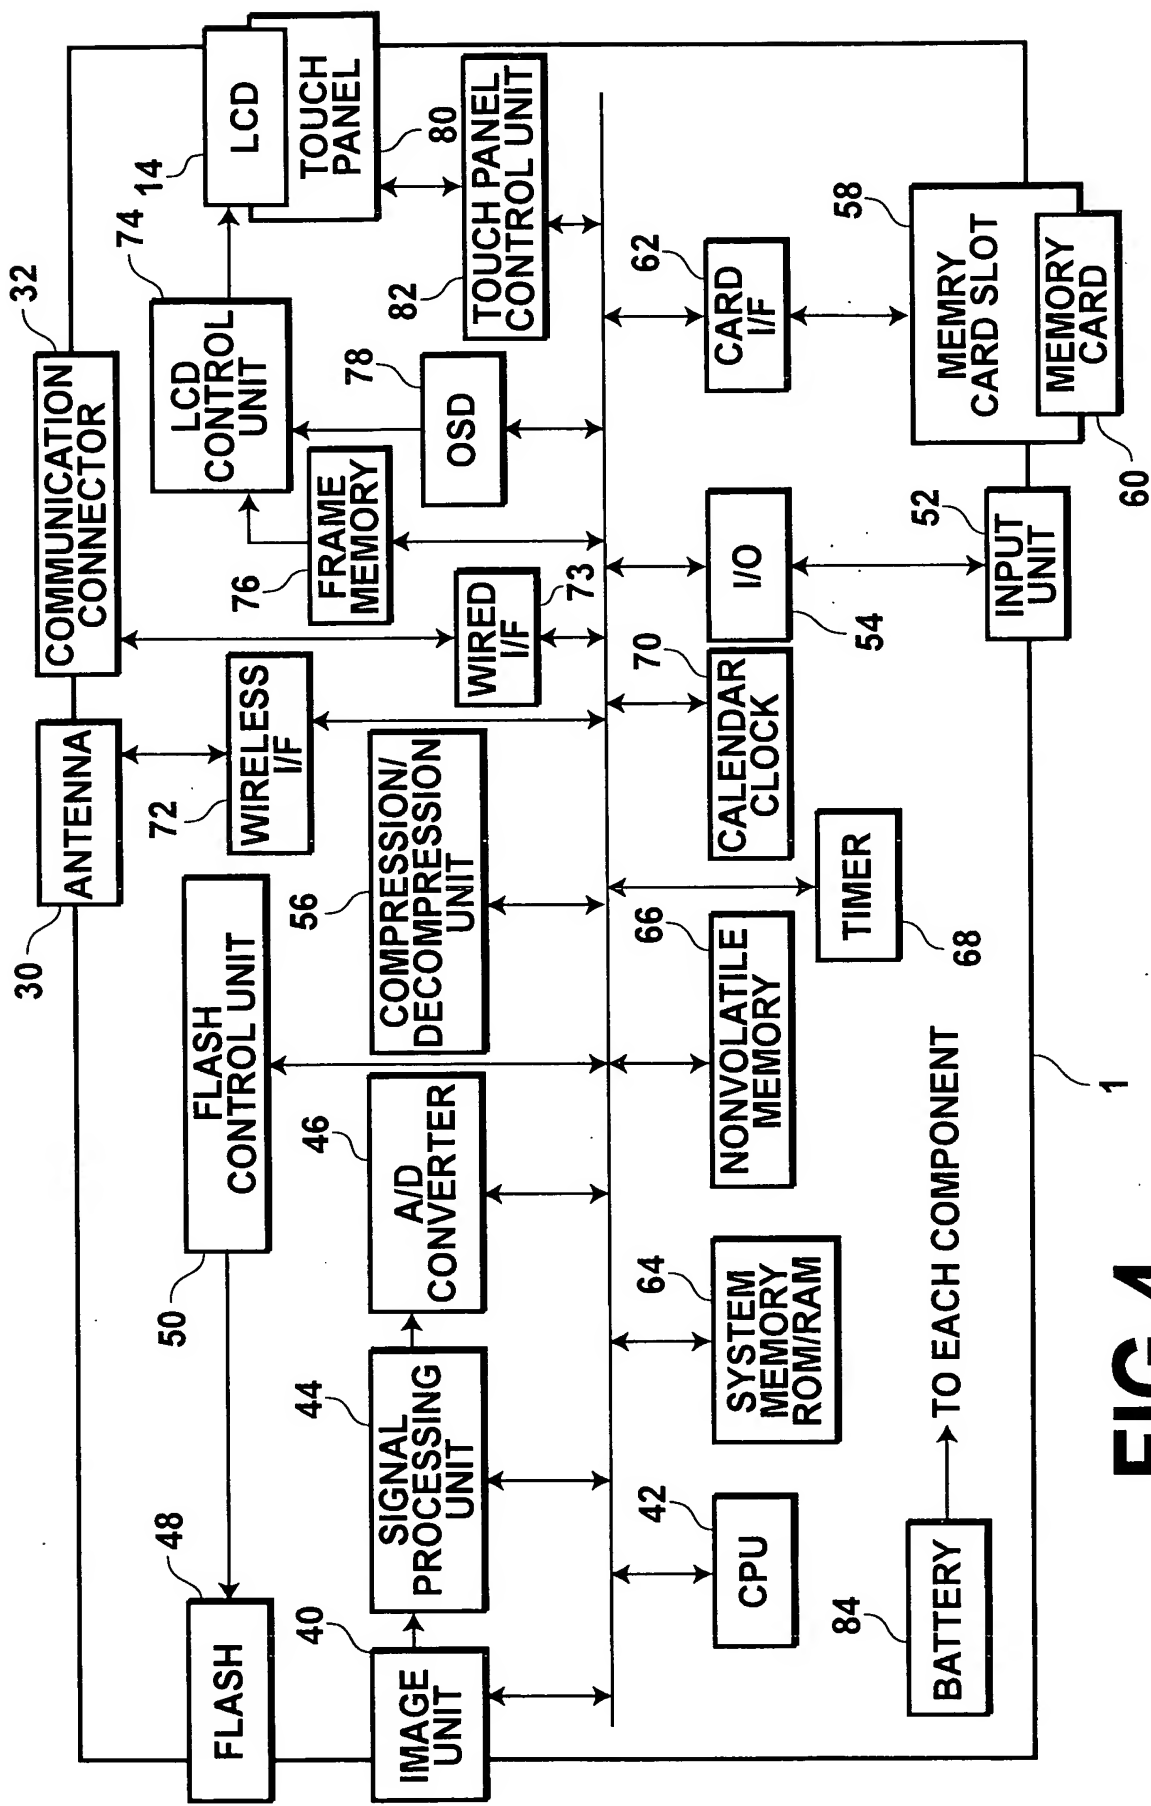 30
ANTENNA
32
COMMUNICATION
CONNECTOR
48
FLASH
50
FLASH
CONTROL UNIT
72
WIRELESS
I/F
74
LCD
CONTROL
UNIT
14
LCD
TOUCH
PANEL
80
76
FRAME
MEMORY
78
OSD
82
TOUCH PANEL
CONTROL UNIT
40
IMAGE
UNIT
44
SIGNAL
PROCESSING
UNIT
46
A/D
CONVERTER
56
COMPRESSION/
DECOMPRESSION
UNIT
WIRED
I/F
73
42
CPU
64
SYSTEM
MEMORY
ROM/RAM
66
NONVOLATILE
MEMORY
TIMER
68
70
CALENDAR
CLOCK
I/O
54
62
CARD
I/F
84
BATTERY
TO EACH COMPONENT
52
INPUT
UNIT
58
MEMRY
CARD SLOT
MEMORY
CARD
60
1
FIG.4